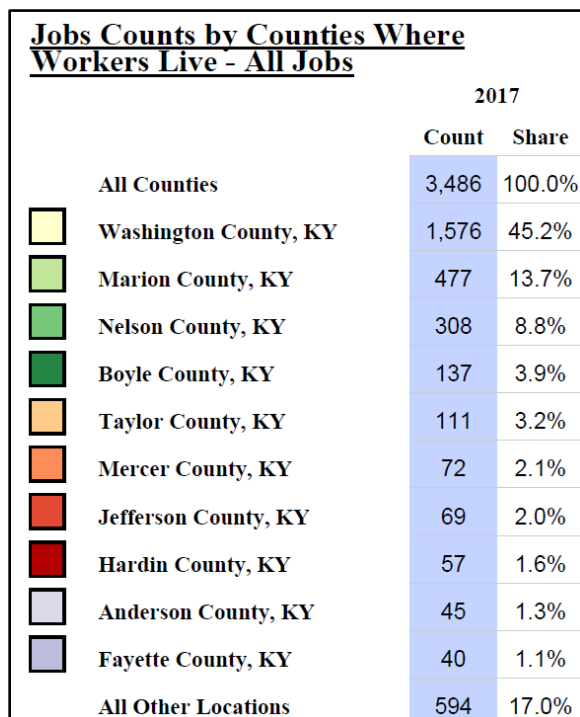 Jobs Counts by Counties Where
Workers Live - All Jobs
2017
Count Share
All Counties 3,486 100.0%
Washington County, KY 1,576 45.2%
Marion County, KY 477 13.7%
Nelson County, KY 308 8.8%
Boyle County, KY 137 3.9%
Taylor County, KY 111 3.2%
Mercer County, KY 72 2.1%
Jefferson County, KY 69 2.0%
Hardin County, KY 57 1.6%
Anderson County, KY 45 1.3%
Fayette County, KY 40 1.1%
All Other Locations 594 17.0%